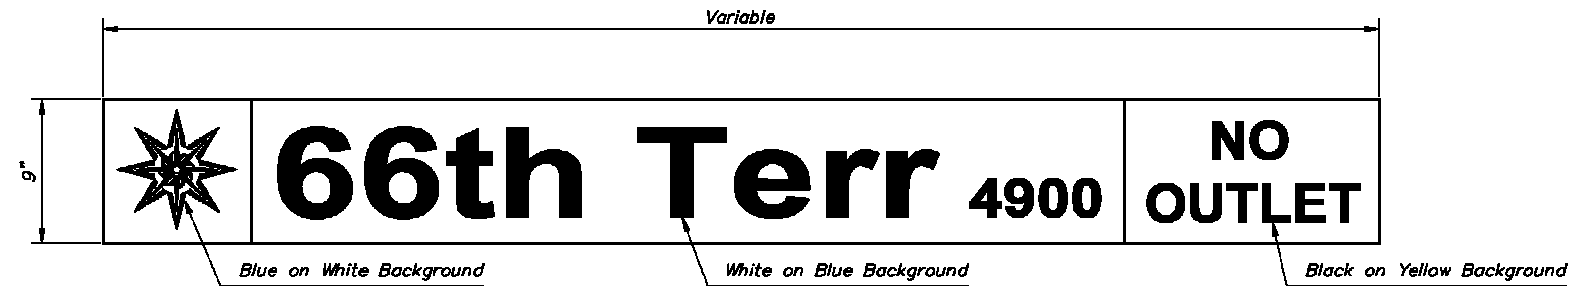 Variable
9"
66th Terr 4900
NO
OUTLET
Blue on White Background
White on Blue Background
Black on Yellow Background